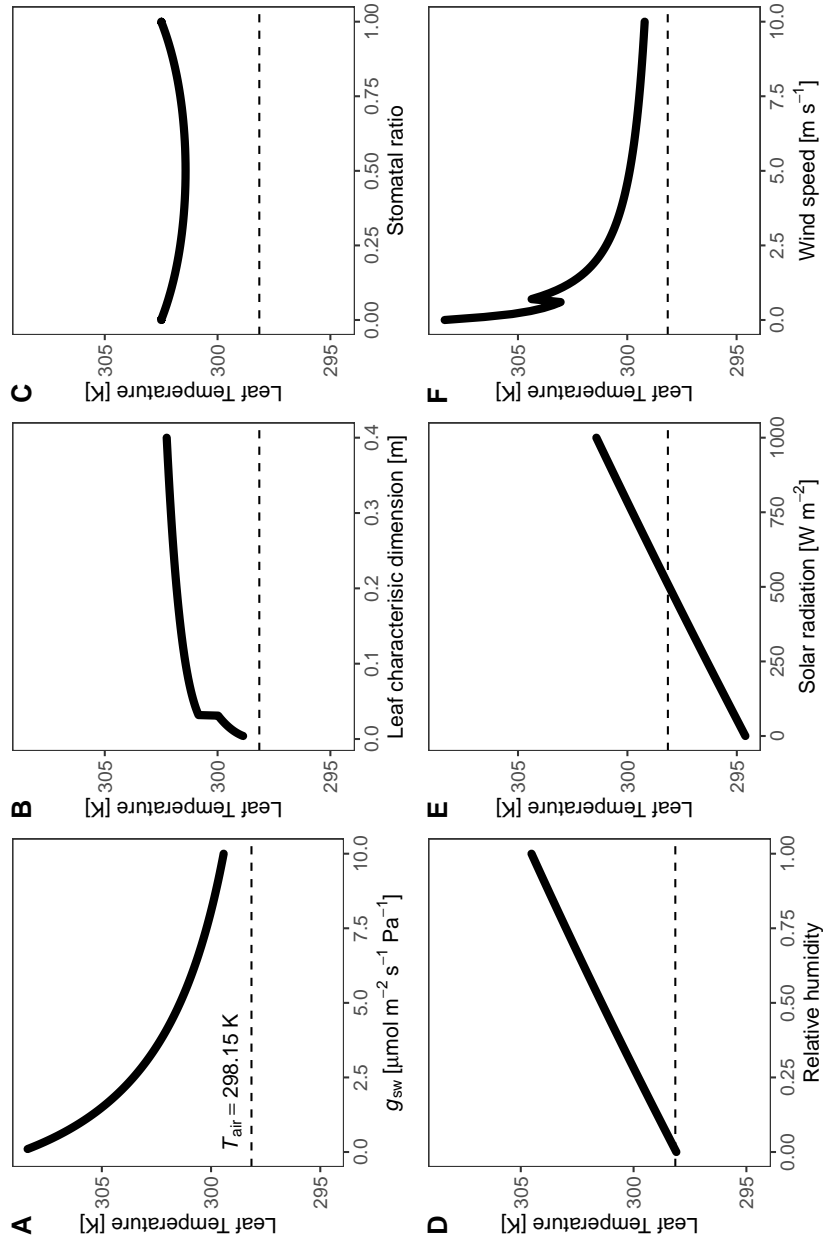 A
Leaf Temperature [K]
305
300
295
T_air = 298.15 K
0.0 2.5 5.0 7.5 10.0
g_sw [μmol m⁻² s⁻¹ Pa⁻¹]
B
Leaf Temperature [K]
305
300
295
0.0 0.1 0.2 0.3 0.4
Leaf characterisic dimension [m]
C
Leaf Temperature [K]
305
300
295
0.00 0.25 0.50 0.75 1.00
Stomatal ratio
D
Leaf Temperature [K]
305
300
295
0.00 0.25 0.50 0.75 1.00
Relative humidity
E
Leaf Temperature [K]
305
300
295
0 250 500 750 1000
Solar radiation [W m⁻²]
F
Leaf Temperature [K]
305
300
295
0.0 2.5 5.0 7.5 10.0
Wind speed [m s⁻¹]